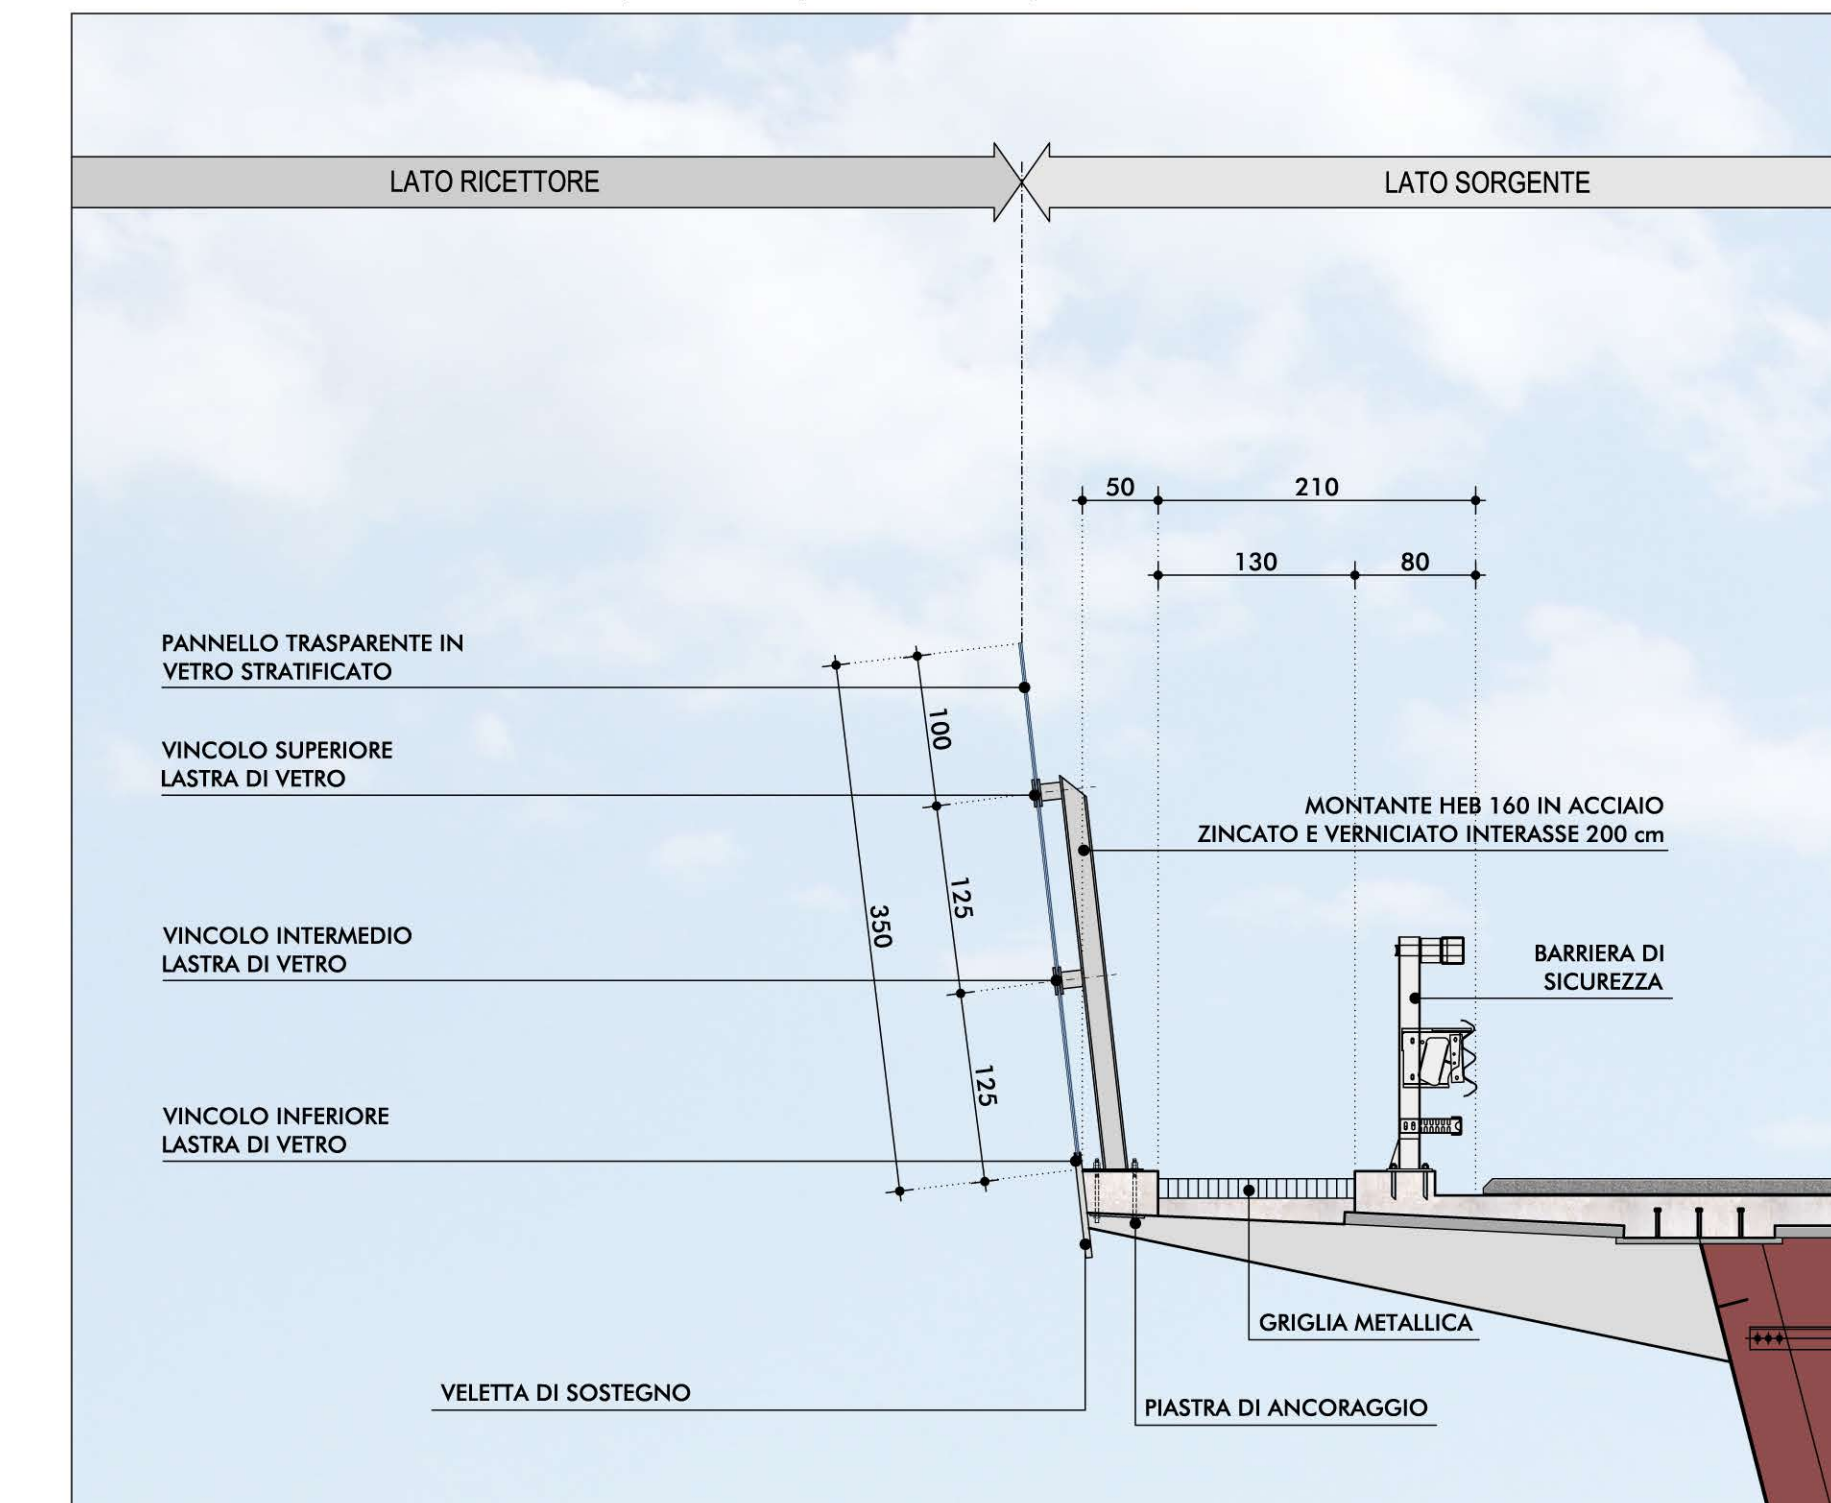 LATO RICETTORE
LATO SORGENTE
50
210
130
80
PANNELLO TRASPARENTE IN
VETRO STRATIFICATO
100
VINCOLO SUPERIORE
LASTRA DI VETRO
MONTANTE HEB 160 IN ACCIAIO
ZINCATO E VERNICIATO INTERASSE 200 cm
125
350
VINCOLO INTERMEDIO
LASTRA DI VETRO
BARRIERA DI
SICUREZZA
125
VINCOLO INFERIORE
LASTRA DI VETRO
GRIGLIA METALLICA
VELETTA DI SOSTEGNO
PIASTRA DI ANCORAGGIO